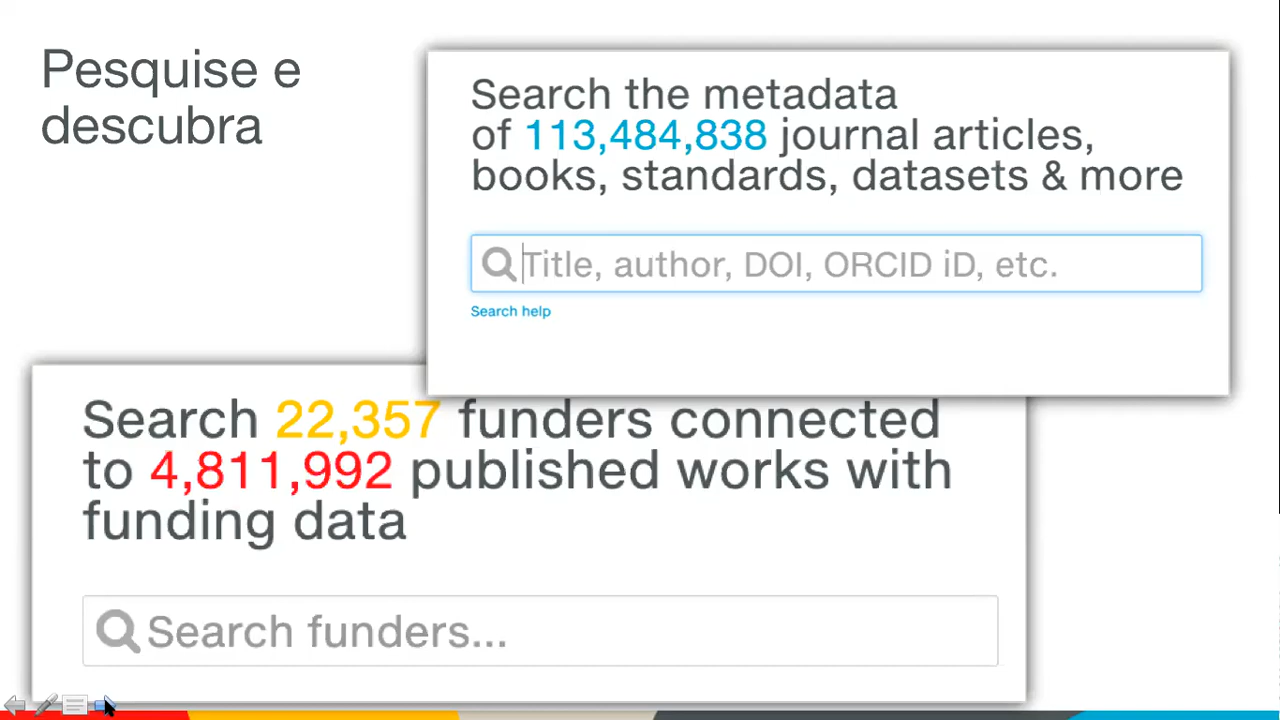 Pesquise e
descubra
Search the metadata
of 113,484,838 journal articles,
books, standards, datasets & more
Title, author, DOI, ORCID iD, etc.
Search help
Search 22,357 funders connected
to 4,811,992 published works with
funding data
Search funders...